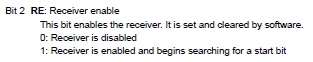 Bit 2 RE: Receiver enable
This bit enables the receiver. It is set and cleared by software.
0: Receiver is disabled
1: Receiver is enabled and begins searching for a start bit